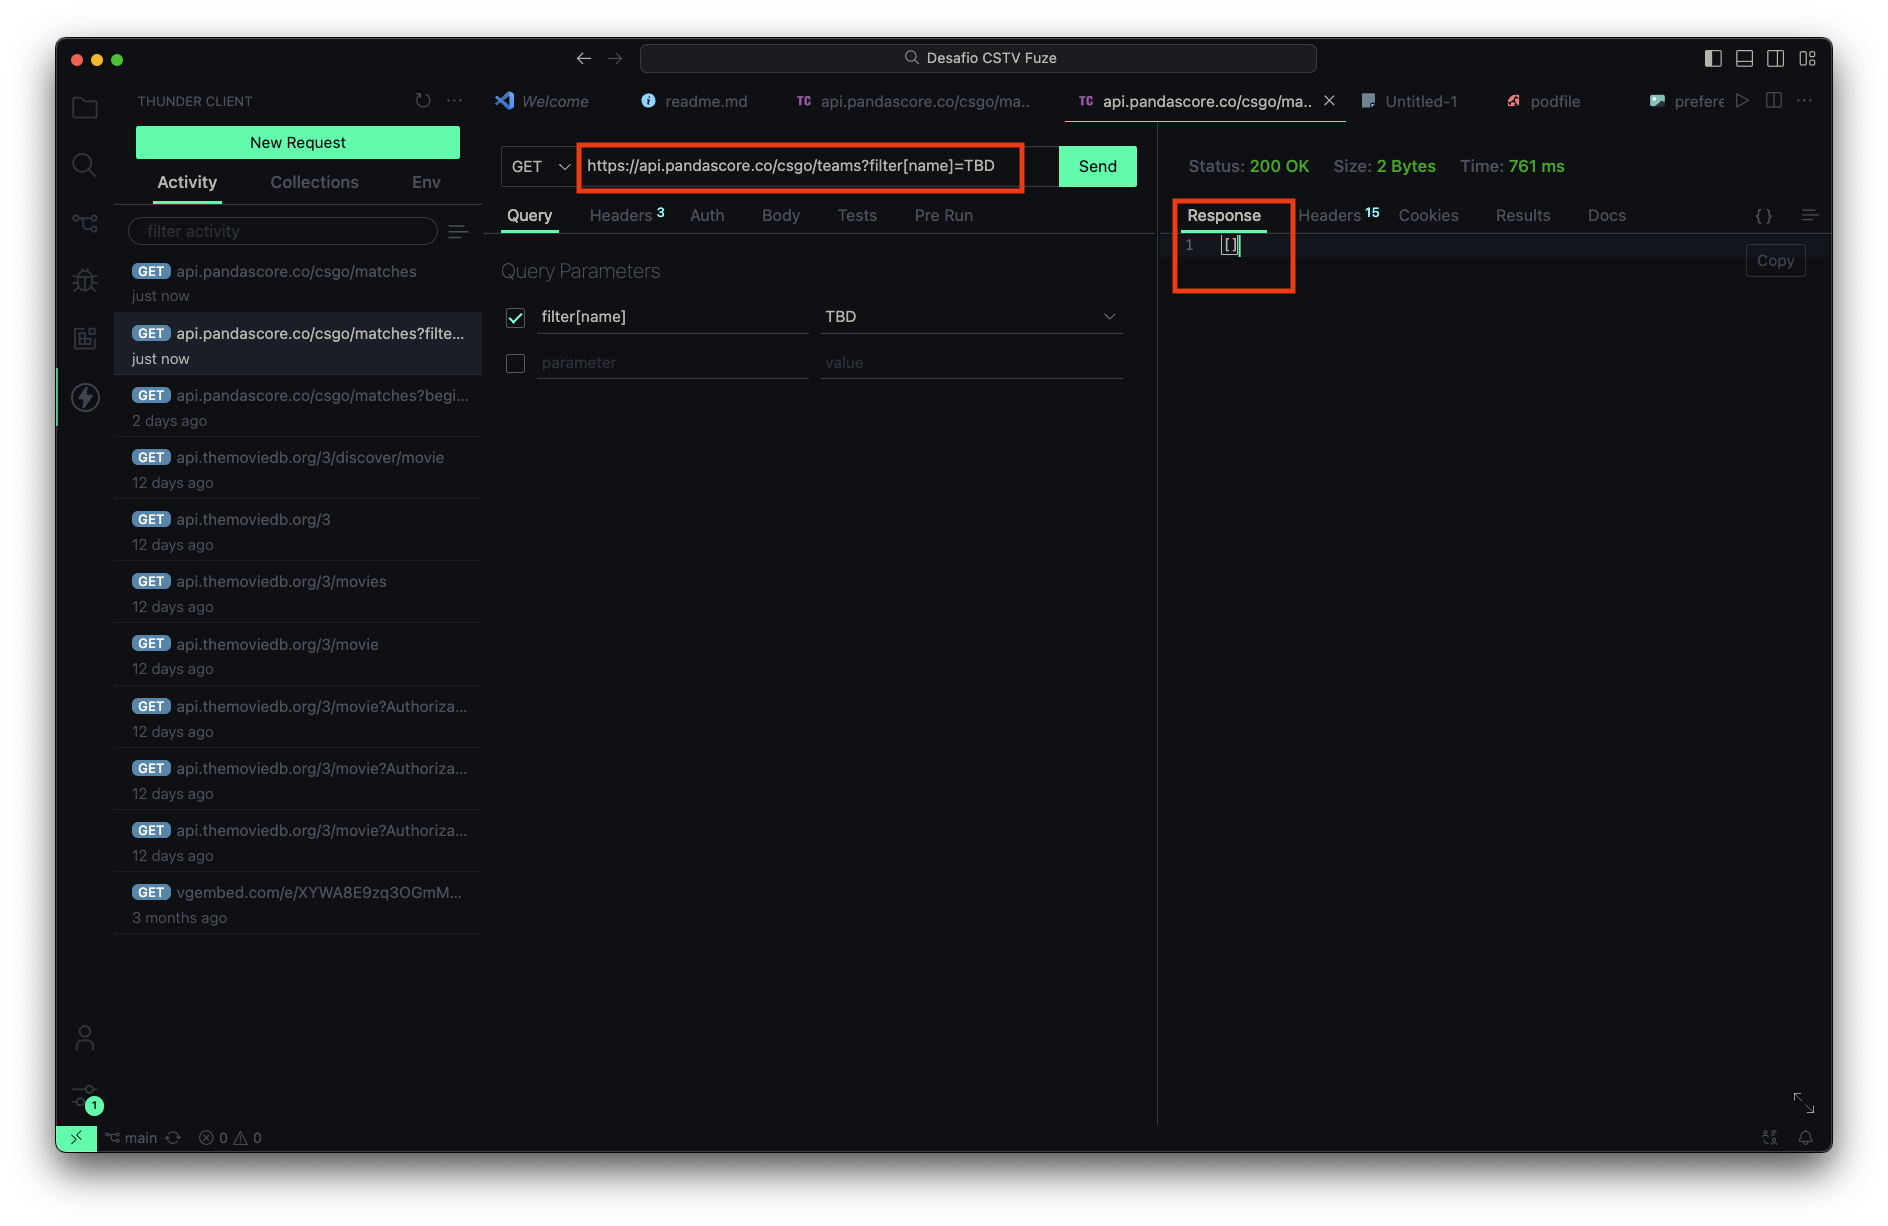 Desafio CSTV Fuze
THUNDER CLIENT
New Request
Activity Collections Env
filter activity
GET api.pandascore.co/csgo/matches
just now
GET api.pandascore.co/csgo/matches?filte...
just now
GET api.pandascore.co/csgo/matches?begi...
2 days ago
GET api.themoviedb.org/3/discover/movie
12 days ago
GET api.themoviedb.org/3
12 days ago
GET api.themoviedb.org/3/movies
12 days ago
GET api.themoviedb.org/3/movie
12 days ago
GET api.themoviedb.org/3/movie?Authoriza...
12 days ago
GET api.themoviedb.org/3/movie?Authoriza...
12 days ago
GET api.themoviedb.org/3/movie?Authoriza...
12 days ago
GET vgembed.com/e/XYWA8E9zq3OGmM...
3 months ago
Welcome readme.md TC api.pandascore.co/csgo/ma.. TC api.pandascore.co/csgo/ma.. Untitled-1 podfile prefere
GET https://api.pandascore.co/csgo/teams?filter[name]=TBD Send
Query Headers 3 Auth Body Tests Pre Run
Query Parameters
filter[name] TBD
parameter value
Status: 200 OK Size: 2 Bytes Time: 761 ms
Response Headers 15 Cookies Results Docs { }
1 []
Copy
1
main 0 0